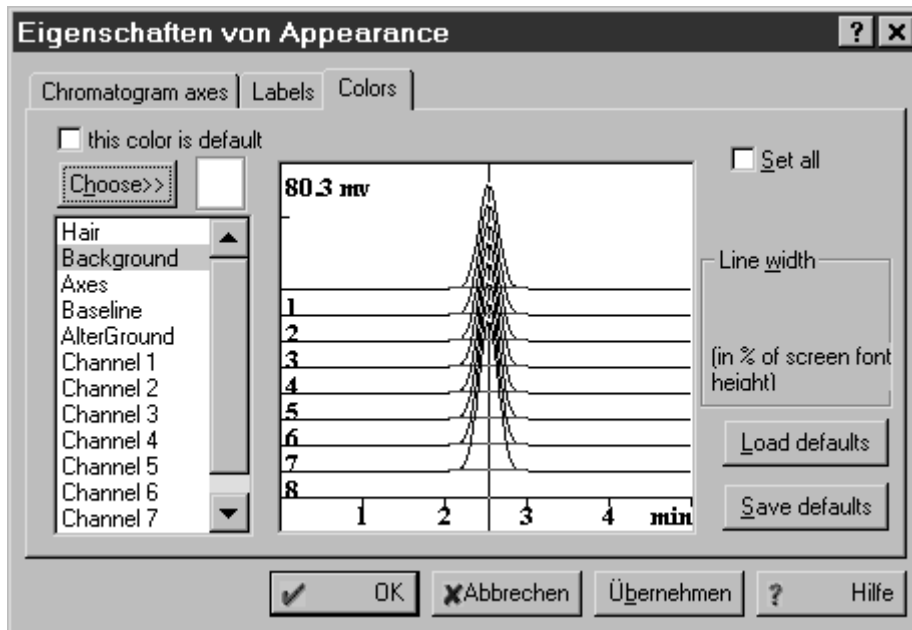 Eigenschaften von Appearance
? ×
Chromatogram axes
Labels
Colors
this color is default
Choose>>
Hair
Background
Axes
Baseline
AlterGround
Channel 1
Channel 2
Channel 3
Channel 4
Channel 5
Channel 6
Channel 7
80.3 mv
1
2
3
4
5
6
7
8
1 2 3 4 min
Set all
Line width
(in % of screen font
height)
Load defaults
Save defaults
OK
Abbrechen
Übernehmen
? Hilfe